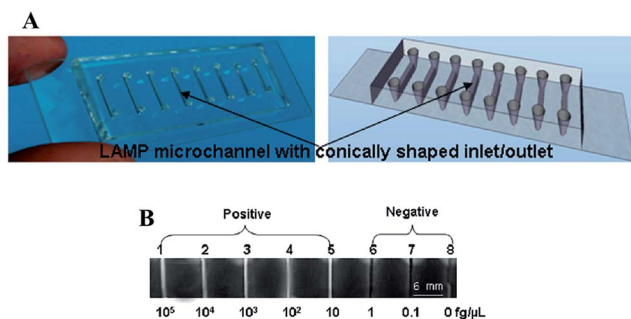 A
LAMP microchannel with conically shaped inlet/outlet
B
Positive Negative
1 2 3 4 5 6 7 8
6 mm
10⁵ 10⁴ 10³ 10² 10 1 0.1 0 fg/µL